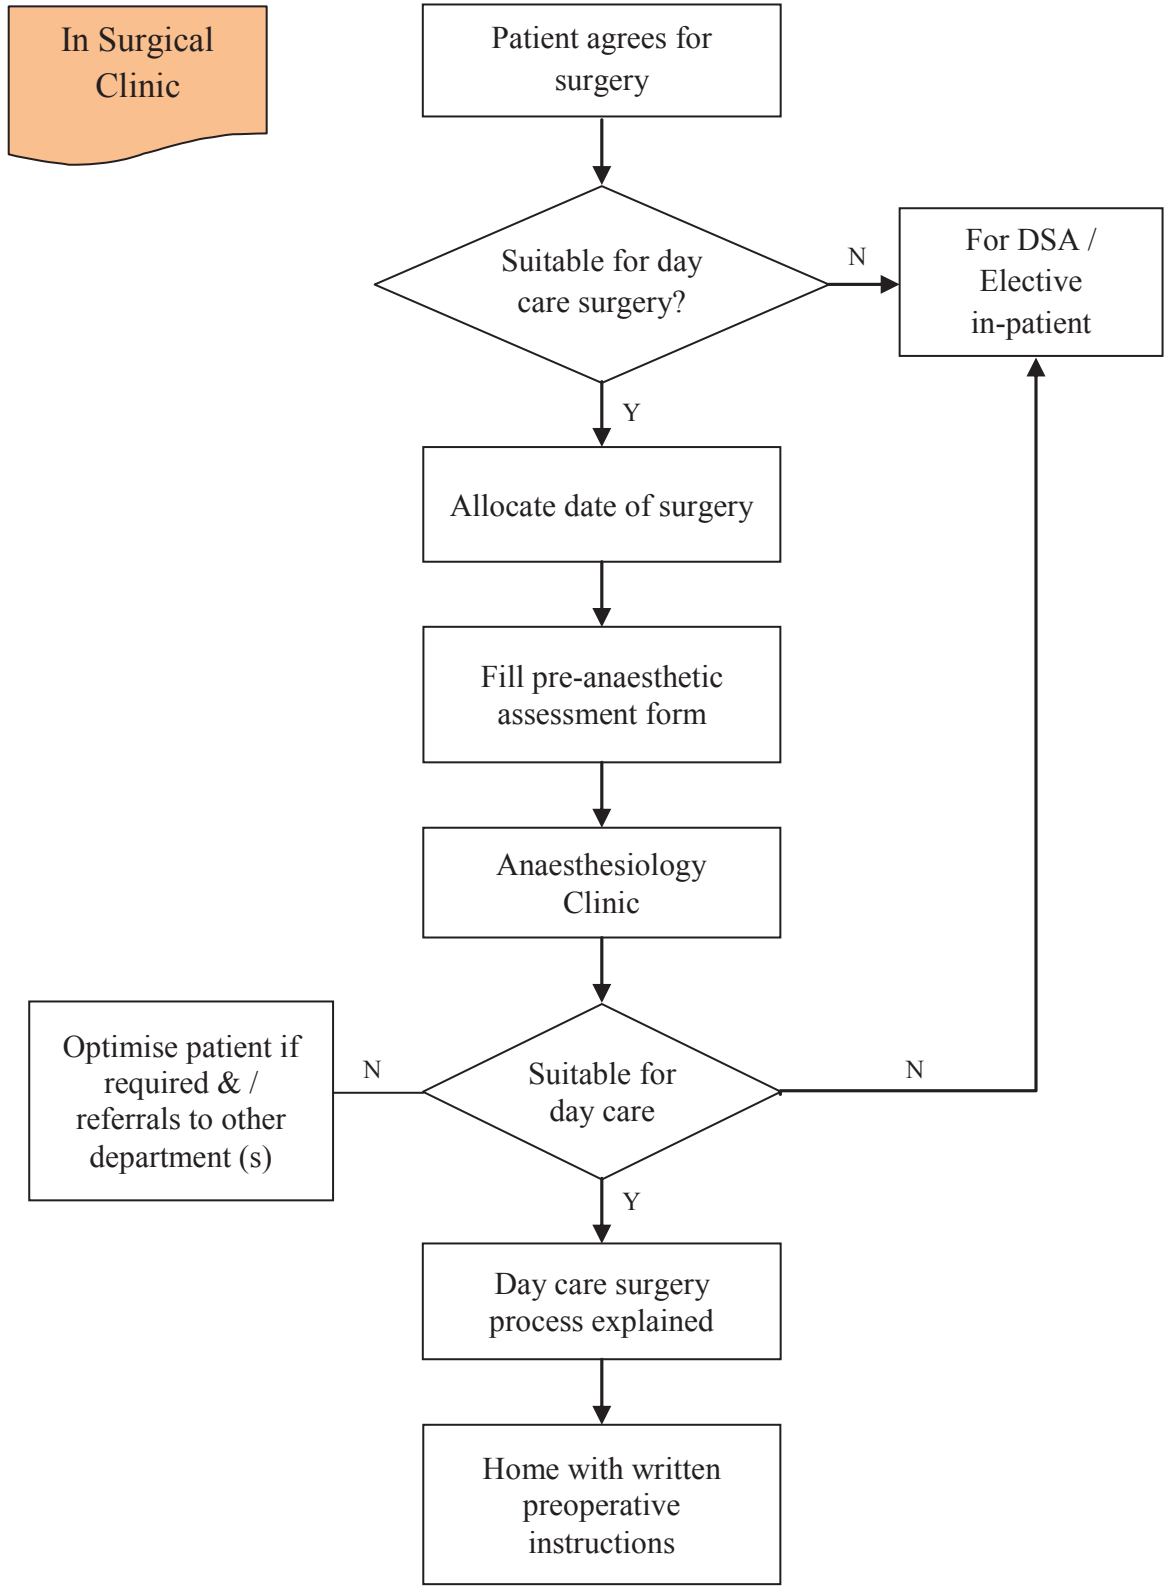 In Surgical
Clinic
Patient agrees for
surgery
Suitable for day
care surgery?
N
For DSA /
Elective
in-patient
Y
Allocate date of surgery
Fill pre-anaesthetic
assessment form
Anaesthesiology
Clinic
Optimise patient if
required & /
referrals to other
department (s)
N
Suitable for
day care
N
Y
Day care surgery
process explained
Home with written
preoperative
instructions